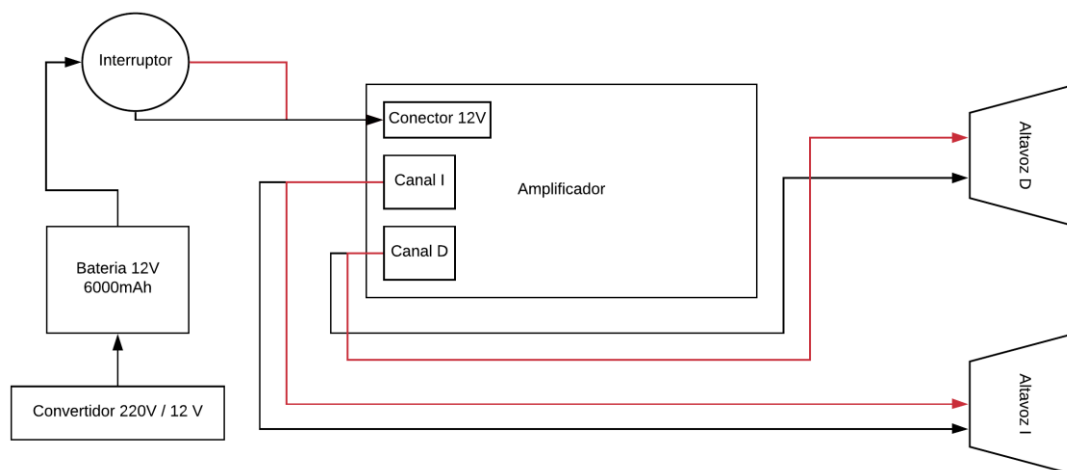 Interruptor
Conector 12V
Canal I
Amplificador
Canal D
Altavoz D
Bateria 12V
6000mAh
Convertidor 220V / 12 V
Altavoz I